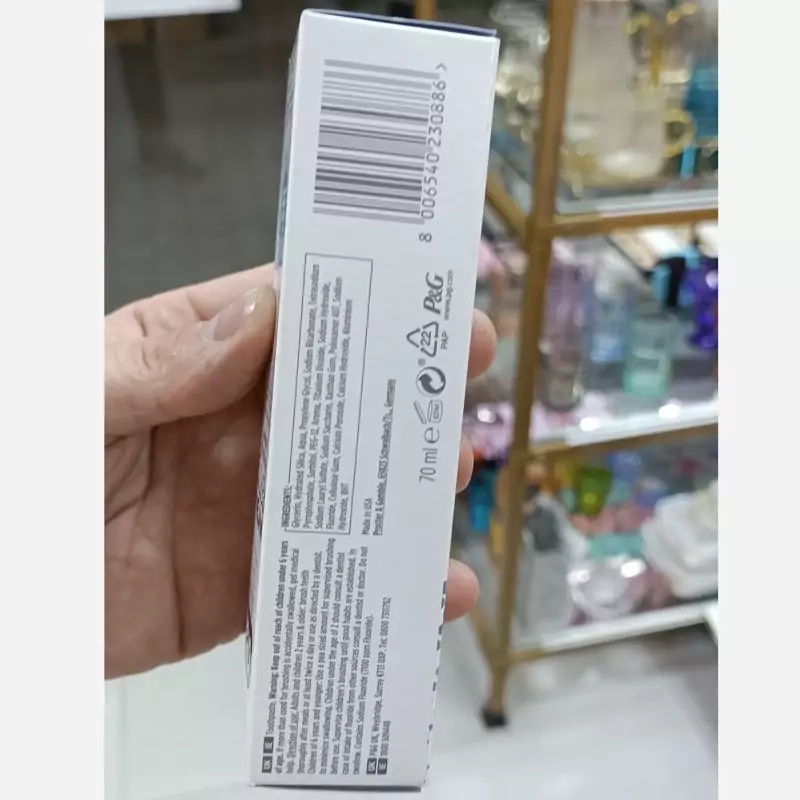 8 006540 230886 >
INGREDIENTS:
Glycerin, Hydrated Silica, Aqua, Propylene Glycol, Sodium Bicarbonate, Tetrasodium
Pyrophosphate, Sorbitol, PEG-12, Aroma, Titanium Dioxide, Sodium Hydroxide,
Sodium Lauryl Sulfate, Sodium Saccharin, Xanthan Gum, Poloxamer 407, Sodium
Fluoride, Cellulose Gum, Calcium Peroxide, Calcium Hydroxide, Aluminium
Hydroxide, BHT
Made in USA
Procter & Gamble, 65823 Schwalbach/Ts., Germany
70 ml e 22 PAP P&G
www.pg.com
UK IE Toothpaste. Warning: Keep out of reach of children under 6 years
of age. If more than used for brushing is accidentally swallowed, get medical
help. Direction of use: Adults and children 2 years & older: brush teeth
thoroughly after meals or at least twice a day or use as directed by a dentist.
Children of 6 years and younger: Use a pea sized amount for supervised brushing
to minimize swallowing. Children under the age of 2 should consult a dentist
before use. Supervise children's brushing until good habits are established. In
case of intake of fluoride from other sources consult a dentist or doctor. Do not
swallow. Contains Sodium Fluoride (1100 ppm Fluoride).
UK P&G UK, Weybridge, Surrey KT13 0XP, Tel:
IE 1800 509448